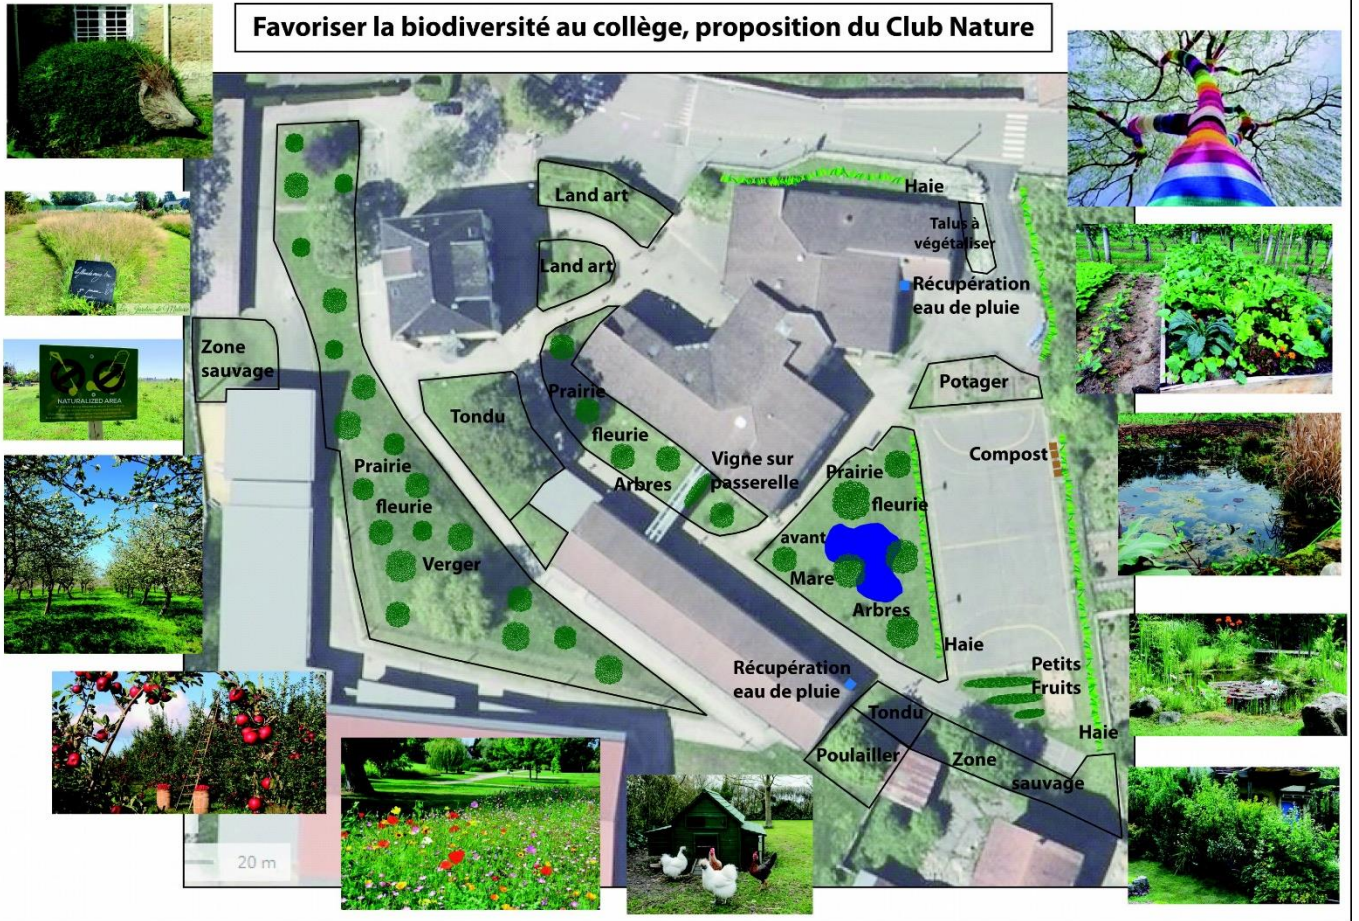 Favoriser la biodiversité au collège, proposition du Club Nature
Land art
Haie
Talus à
végétaliser
Land art
Récupération
eau de pluie
Zone
sauvage
Potager
Prairie
Tondu
fleurie
Arbres
Vigne sur
passerelle
Compost
Prairie
fleurie
Prairie
fleurie
avant
Verger
Mare
Arbres
Haie
Récupération
eau de pluie
Petits
Fruits
Tondu
Haie
Poulailler
Zone
sauvage
20 m
NATURALIZED AREA